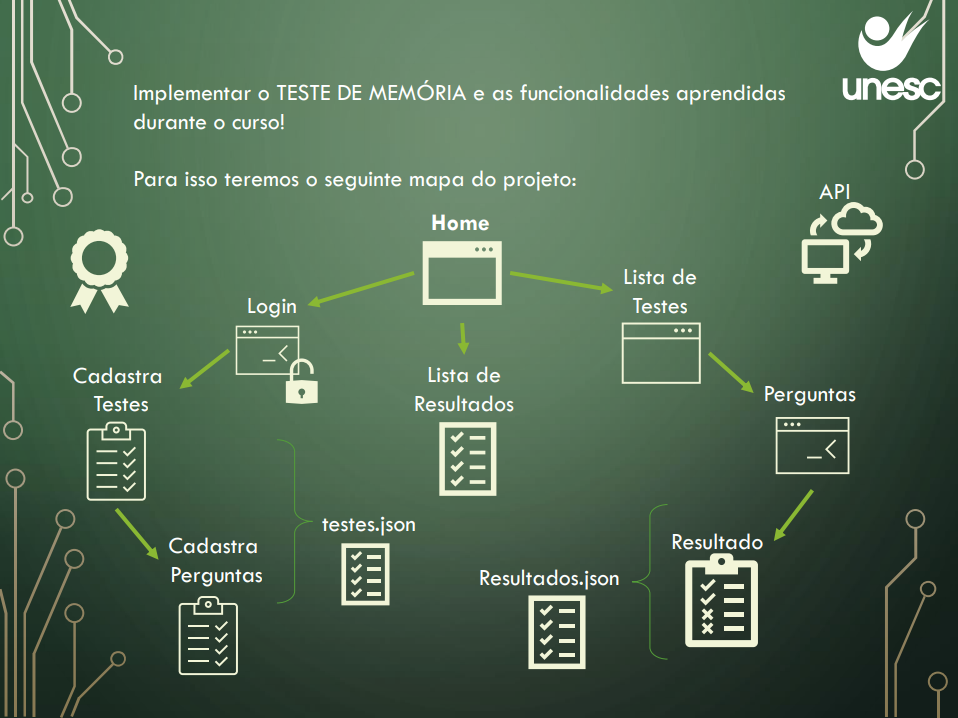 unesc
Implementar o TESTE DE MEMÓRIA e as funcionalidades aprendidas
durante o curso!
Para isso teremos o seguinte mapa do projeto:
API
Home
Lista de
Testes
Login
Cadastra
Testes
Lista de
Resultados
Perguntas
testes.json
Cadastra
Perguntas
Resultado
Resultados.json